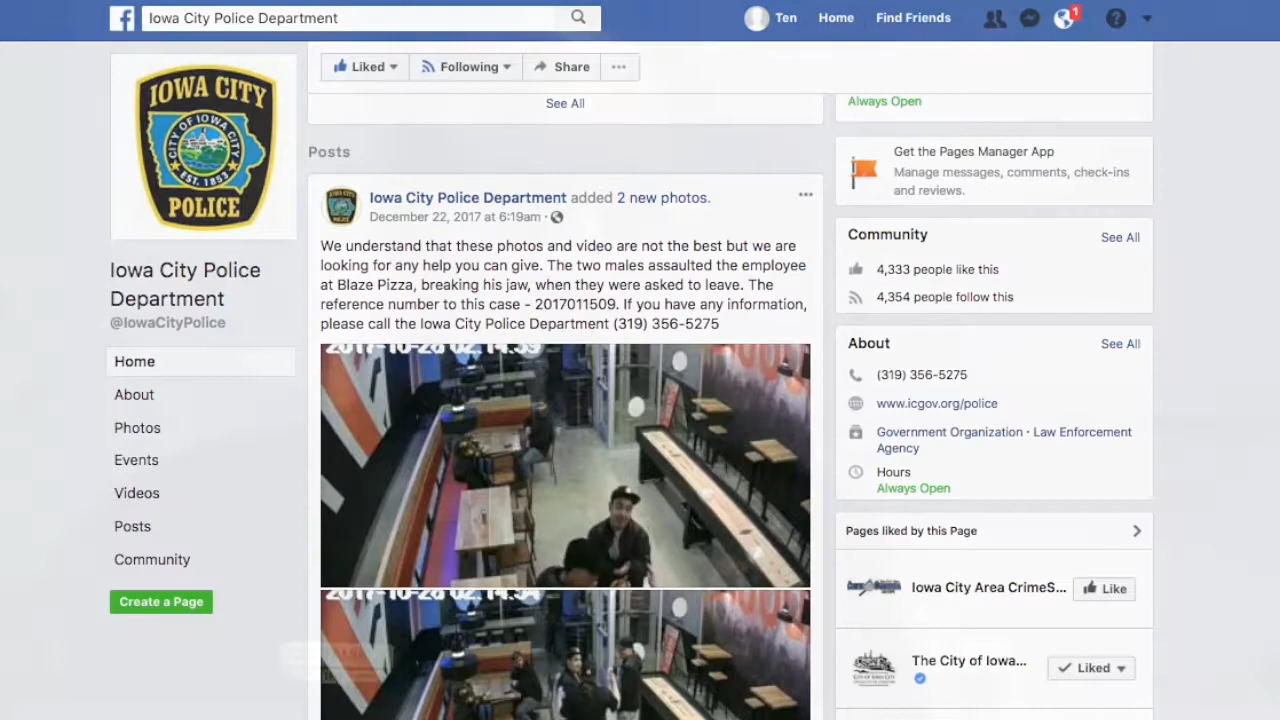 Iowa City Police Department
Ten
Home
Find Friends
1
?
IOWA CITY
CITY OF IOWA CITY
EST. 1853
POLICE
Iowa City Police
Department
@IowaCityPolice
Home
About
Photos
Events
Videos
Posts
Community
Create a Page
Liked
Following
Share
See All
Posts
Iowa City Police Department added 2 new photos.
December 22, 2017 at 6:19am ·
We understand that these photos and video are not the best but we are
looking for any help you can give. The two males assaulted the employee
at Blaze Pizza, breaking his jaw, when they were asked to leave. The
reference number to this case - 2017011509. If you have any information,
please call the Iowa City Police Department (319) 356-5275
Always Open
Get the Pages Manager App
Manage messages, comments, check-ins
and reviews.
Community
See All
4,333 people like this
4,354 people follow this
About
See All
(319) 356-5275
www.icgov.org/police
Government Organization · Law Enforcement
Agency
Hours
Always Open
Pages liked by this Page
Iowa City Area CrimeS...
Like
The City of Iowa...
Liked